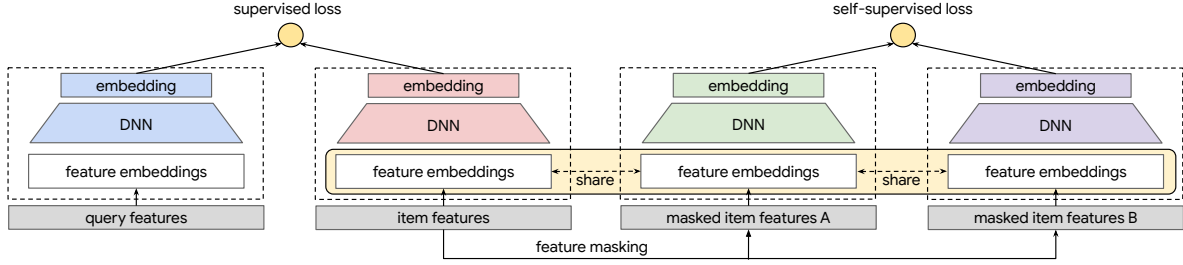 supervised loss
self-supervised loss
embedding
embedding
embedding
embedding
DNN
DNN
DNN
DNN
feature embeddings
feature embeddings
share
feature embeddings
share
feature embeddings
query features
item features
masked item features A
masked item features B
feature masking